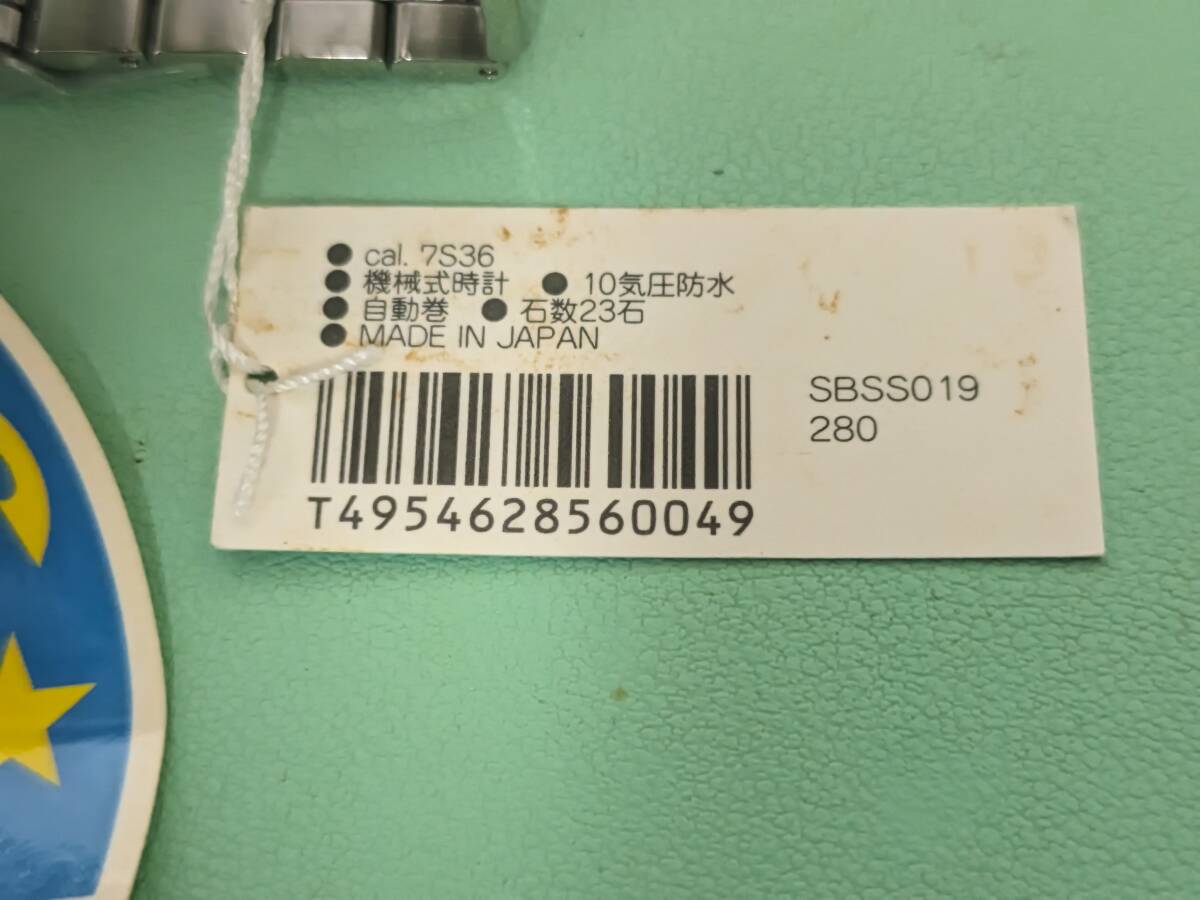 ● cal. 7S36
● 機械式時計 ● 10気圧防水
● 自動巻 ● 石数23石
● MADE IN JAPAN
T4954628560049
SBSS019
280